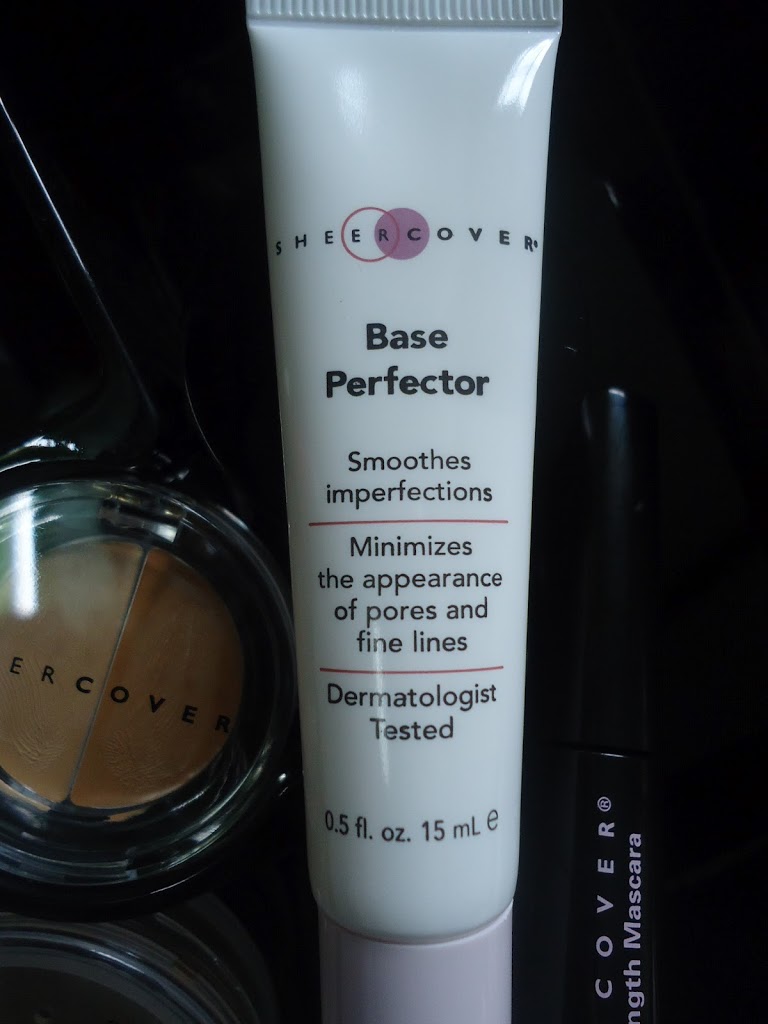 SHEERCOVER®
Base
Perfector
Smoothes
imperfections
Minimizes
the appearance
of pores and
fine lines
Dermatologist
Tested
0.5 fl. oz. 15 mL ℮
ERCOVER
COVER®
ngth Mascara